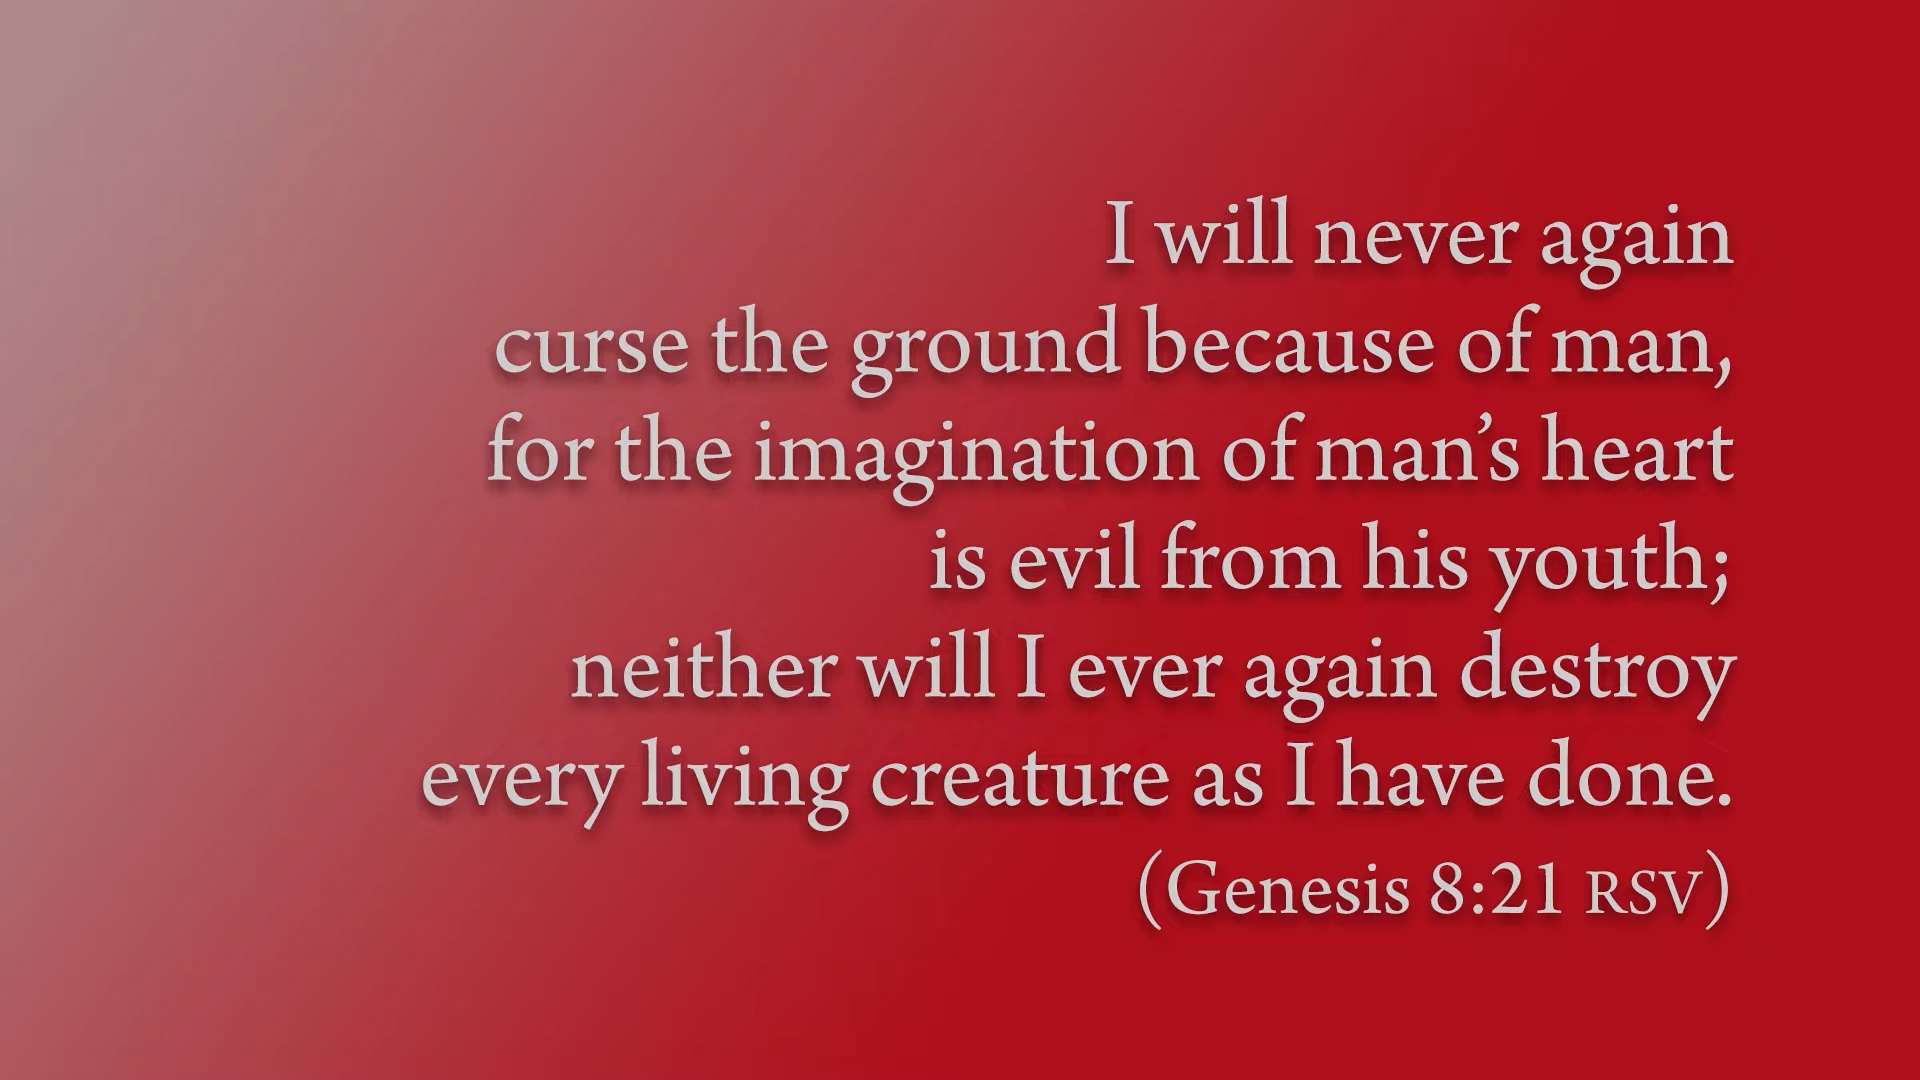 I will never again
curse the ground because of man,
for the imagination of man’s heart
is evil from his youth;
neither will I ever again destroy
every living creature as I have done.
(Genesis 8:21 RSV)